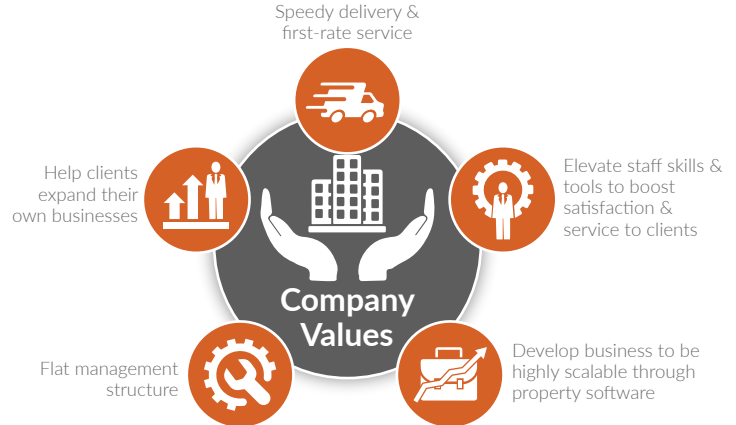 Speedy delivery &
first-rate service
Help clients
expand their
own businesses
Elevate staff skills &
tools to boost
satisfaction &
service to clients
Company
Values
Flat management
structure
Develop business to be
highly scalable through
property software